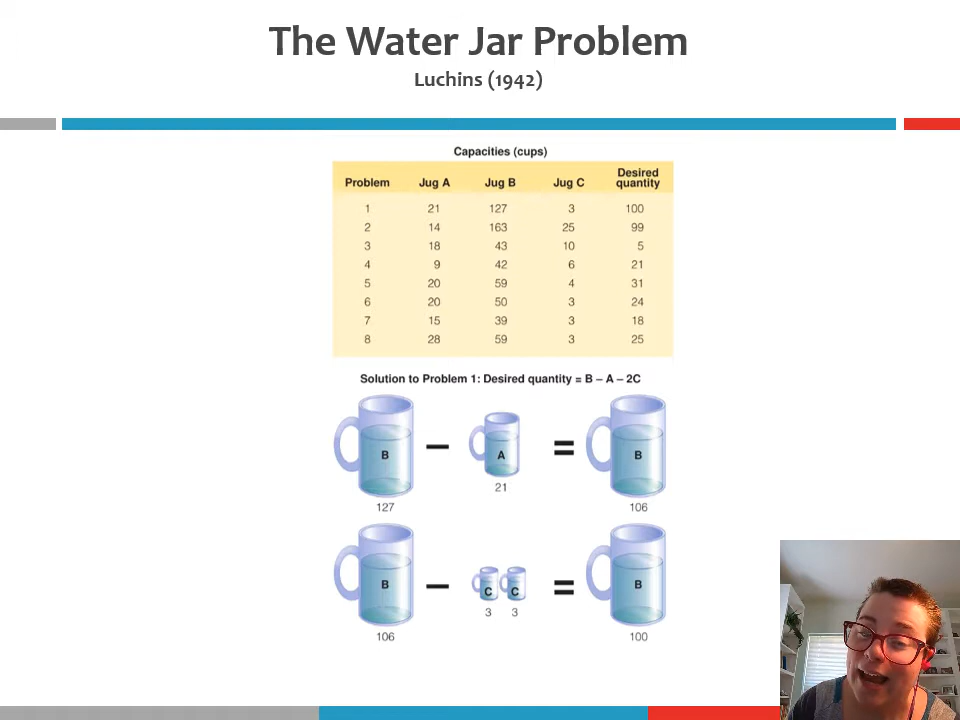 The Water Jar Problem
Luchins (1942)
Capacities (cups)
Problem Jug A Jug B Jug C Desired quantity
1 21 127 3 100
2 14 163 25 99
3 18 43 10 5
4 9 42 6 21
5 20 59 4 31
6 20 50 3 24
7 15 39 3 18
8 28 59 3 25
Solution to Problem 1: Desired quantity = B – A – 2C
B – A = B
127 21 106
B – C C = B
106 3 3 100